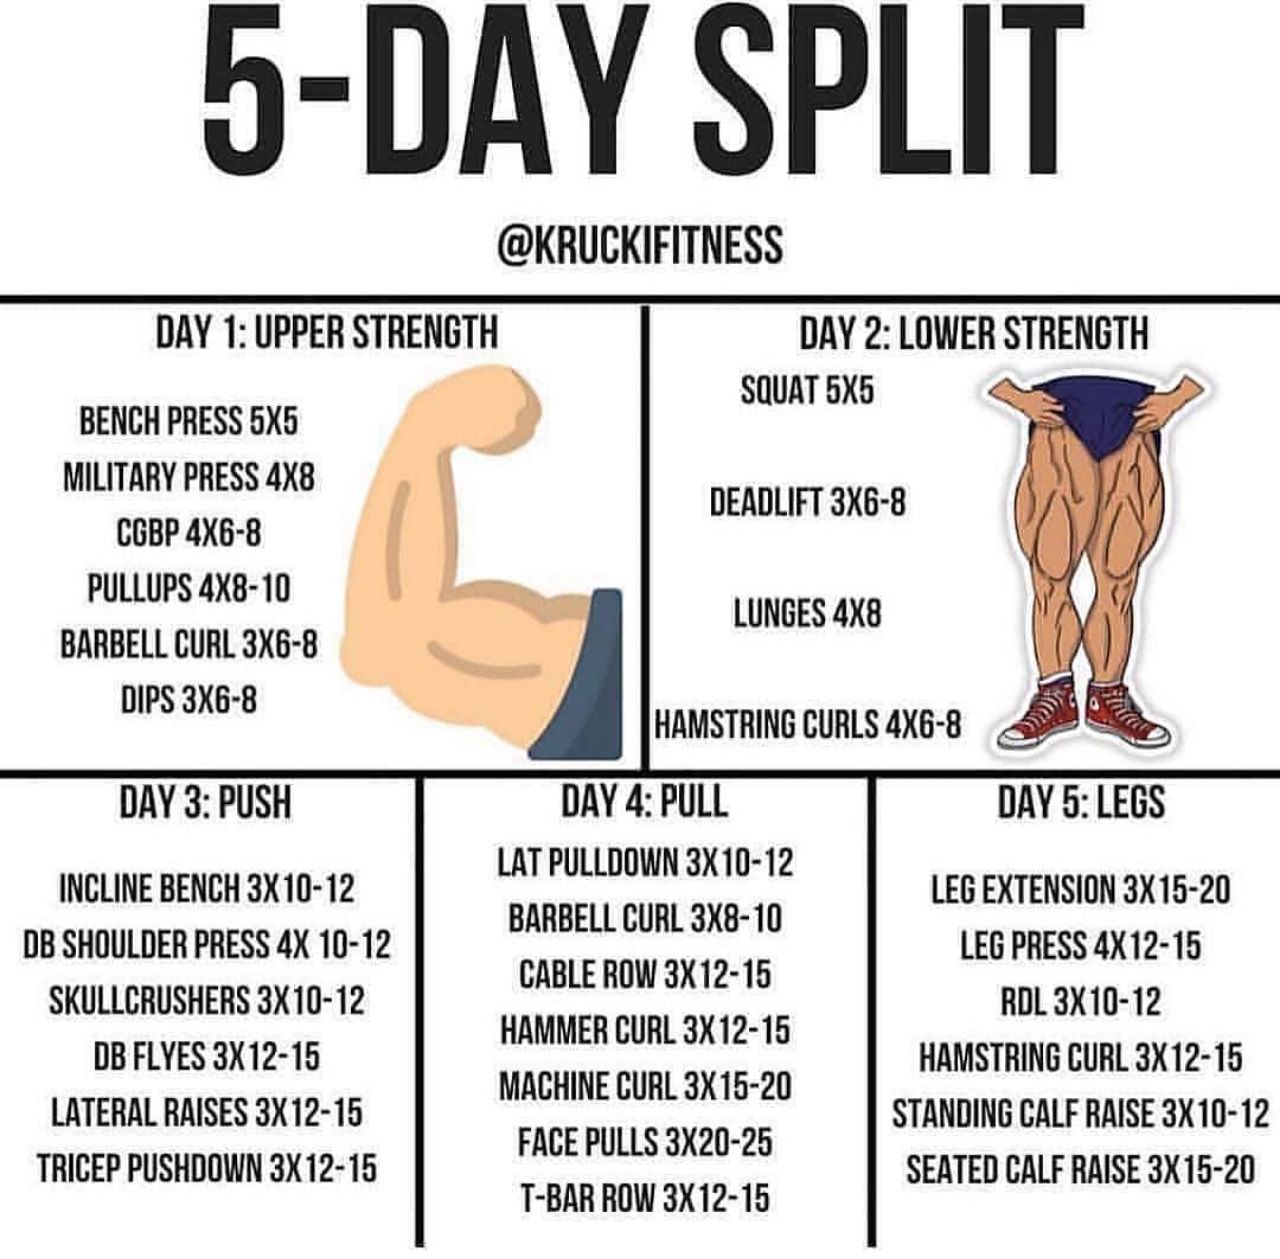 5-DAY SPLIT
@KRUCKIFITNESS
DAY 1: UPPER STRENGTH
BENCH PRESS 5X5
MILITARY PRESS 4X8
CGBP 4X6-8
PULLUPS 4X8-10
BARBELL CURL 3X6-8
DIPS 3X6-8
DAY 2: LOWER STRENGTH
SQUAT 5X5
DEADLIFT 3X6-8
LUNGES 4X8
HAMSTRING CURLS 4X6-8
DAY 3: PUSH
INCLINE BENCH 3X10-12
DB SHOULDER PRESS 4X 10-12
SKULLCRUSHERS 3X10-12
DB FLYES 3X12-15
LATERAL RAISES 3X12-15
TRICEP PUSHDOWN 3X12-15
DAY 4: PULL
LAT PULLDOWN 3X10-12
BARBELL CURL 3X8-10
CABLE ROW 3X12-15
HAMMER CURL 3X12-15
MACHINE CURL 3X15-20
FACE PULLS 3X20-25
T-BAR ROW 3X12-15
DAY 5: LEGS
LEG EXTENSION 3X15-20
LEG PRESS 4X12-15
RDL 3X10-12
HAMSTRING CURL 3X12-15
STANDING CALF RAISE 3X10-12
SEATED CALF RAISE 3X15-20